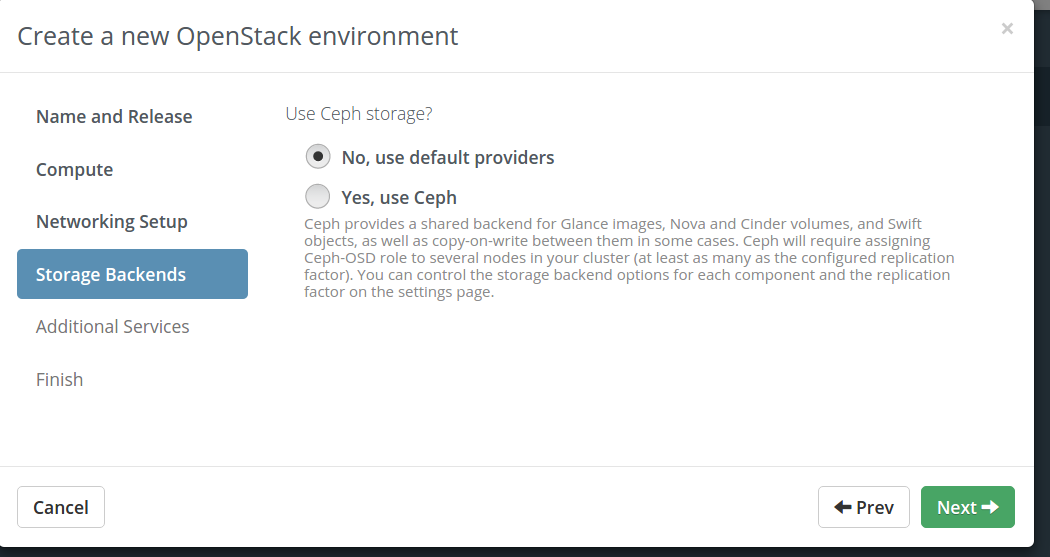 Create a new OpenStack environment
×
Name and Release
Compute
Networking Setup
Storage Backends
Additional Services
Finish
Use Ceph storage?
No, use default providers
Yes, use Ceph
Ceph provides a shared backend for Glance images, Nova and Cinder volumes, and Swift
objects, as well as copy-on-write between them in some cases. Ceph will require assigning
Ceph-OSD role to several nodes in your cluster (at least as many as the configured replication
factor). You can control the storage backend options for each component and the replication
factor on the settings page.
Cancel
Prev
Next